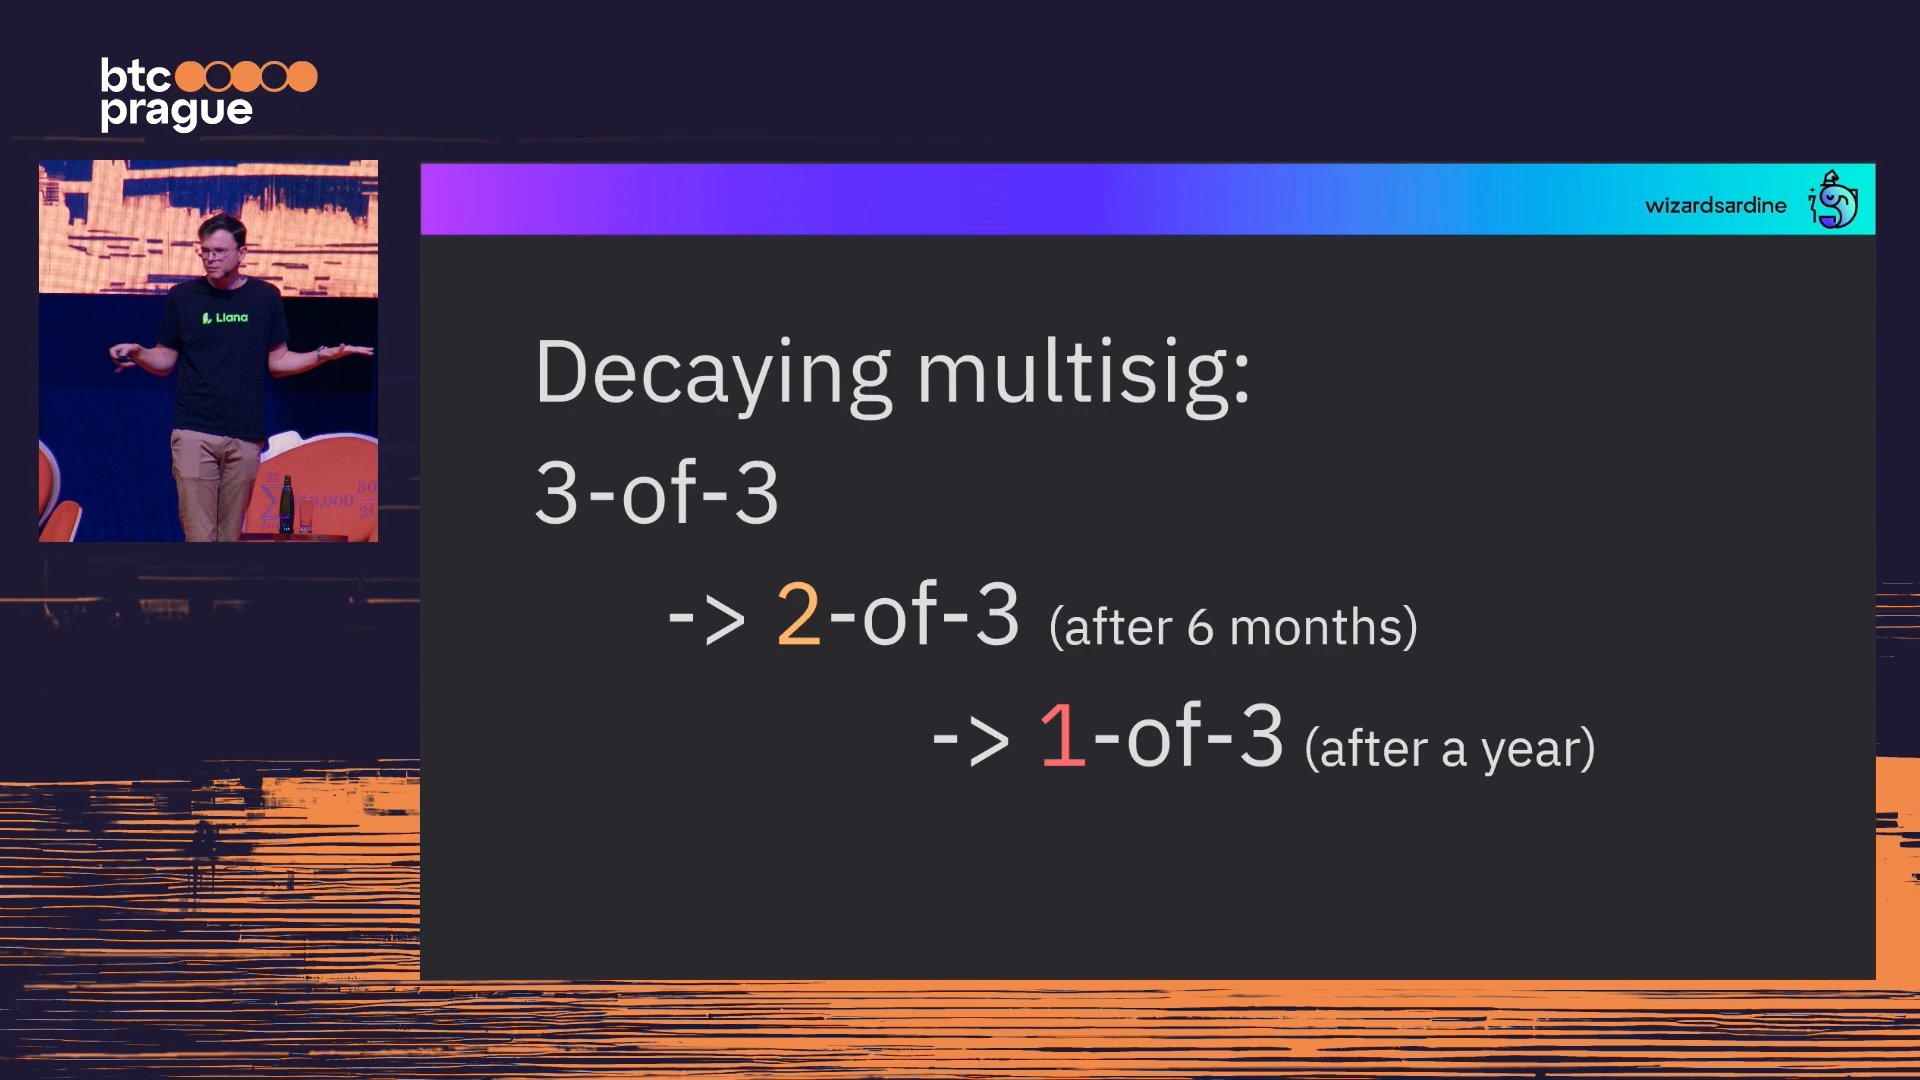 btc
prague
wizardsardine
Liana
Decaying multisig:
3-of-3
-> 2-of-3 (after 6 months)
-> 1-of-3 (after a year)
50